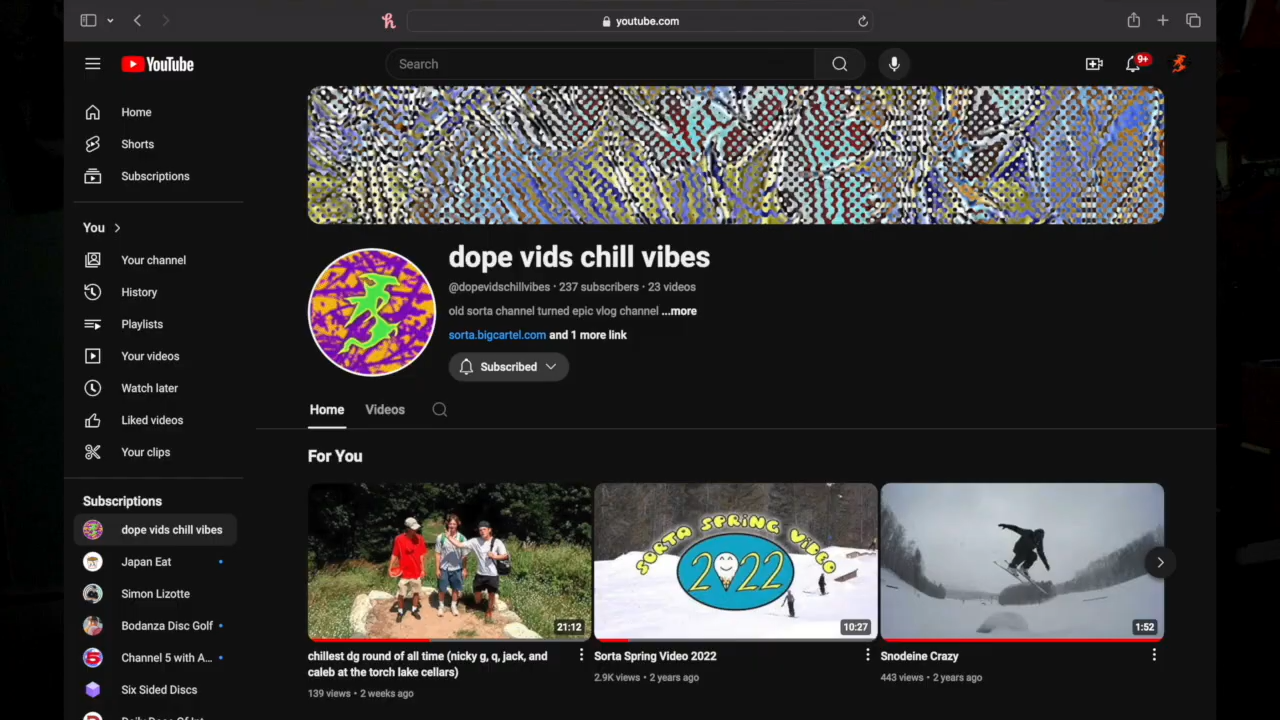 youtube.com
YouTube
Search
9+
Home
Shorts
Subscriptions
You
Your channel
History
Playlists
Your videos
Watch later
Liked videos
Your clips
Subscriptions
dope vids chill vibes
Japan Eat
Simon Lizotte
Bodanza Disc Golf
Channel 5 with A...
Six Sided Discs
dope vids chill vibes
@dopevidschillvibes · 237 subscribers · 23 videos
old sorta channel turned epic vlog channel ...more
sorta.bigcartel.com and 1 more link
Subscribed
Home Videos
For You
21:12
chillest dg round of all time (nicky g, q, jack, and
caleb at the torch lake cellars)
139 views · 2 weeks ago
SORTA SPRING VIDEO
2022
10:27
Sorta Spring Video 2022
2.9K views · 2 years ago
1:52
Snodeine Crazy
443 views · 2 years ago